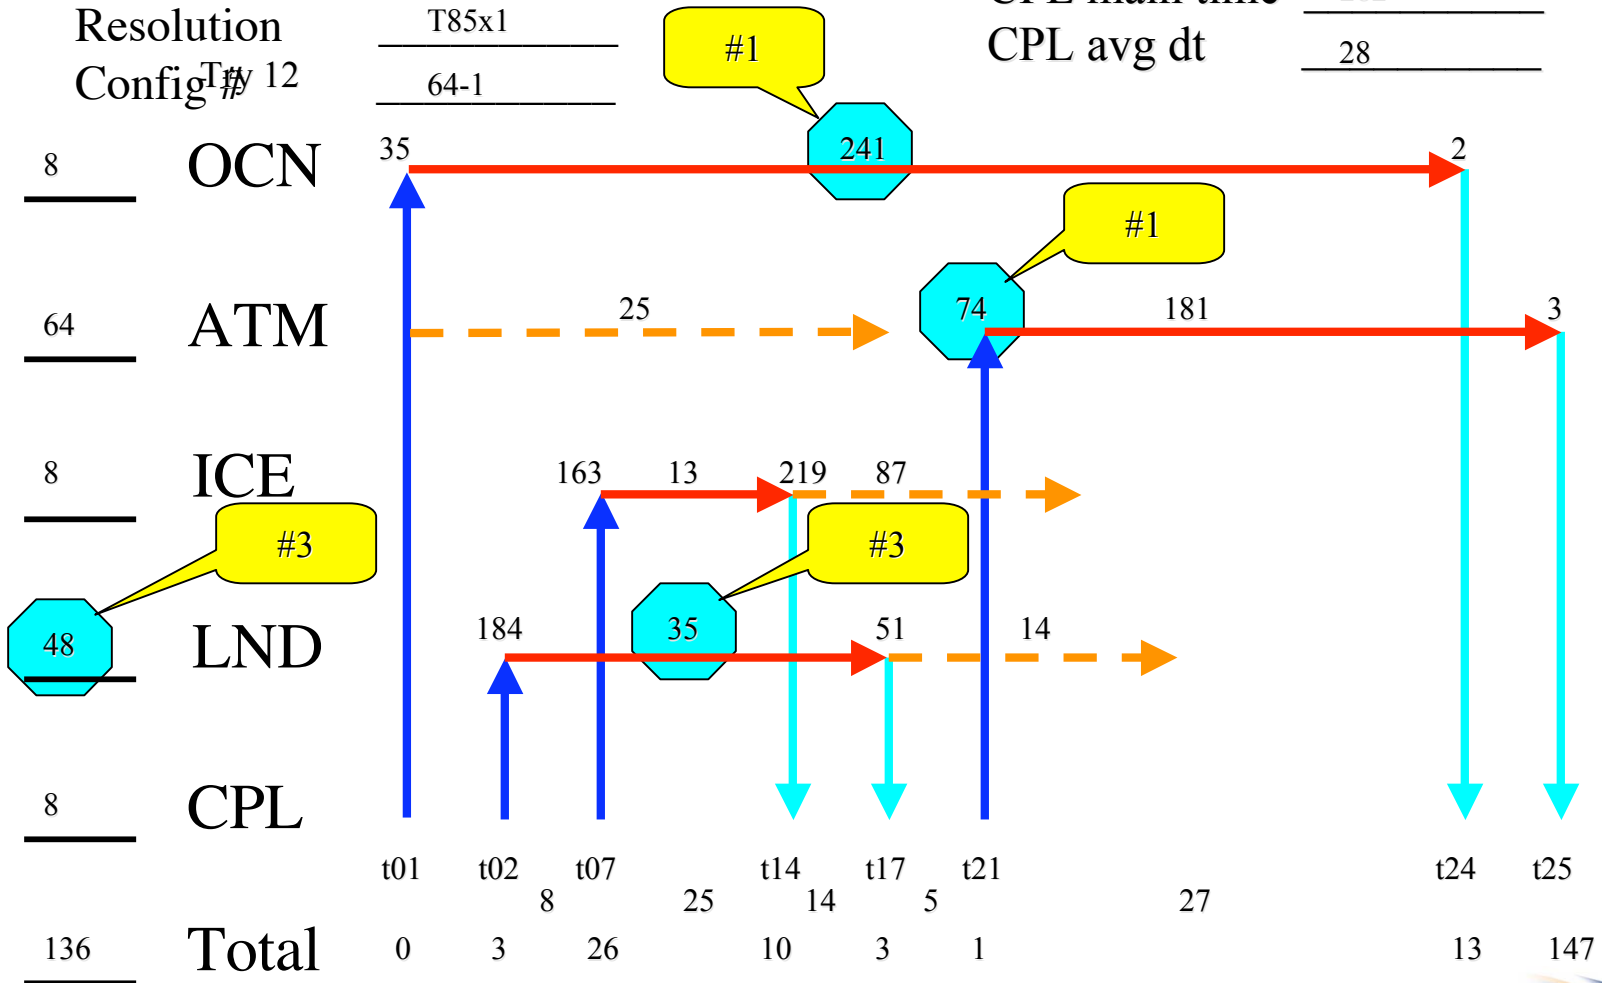 Resolution T85x1
CPL avg dt 28
Config # Try 12 64-1
#1
8 OCN 35 241 2
#1
64 ATM 25 74 181 3
8 ICE 163 13 219 87
#3 #3
48 LND 184 35 51 14
8 CPL
t01 t02 t07 t14 t17 t21 t24 t25
8 25 14 5 27
136 Total 0 3 26 10 3 1 13 147